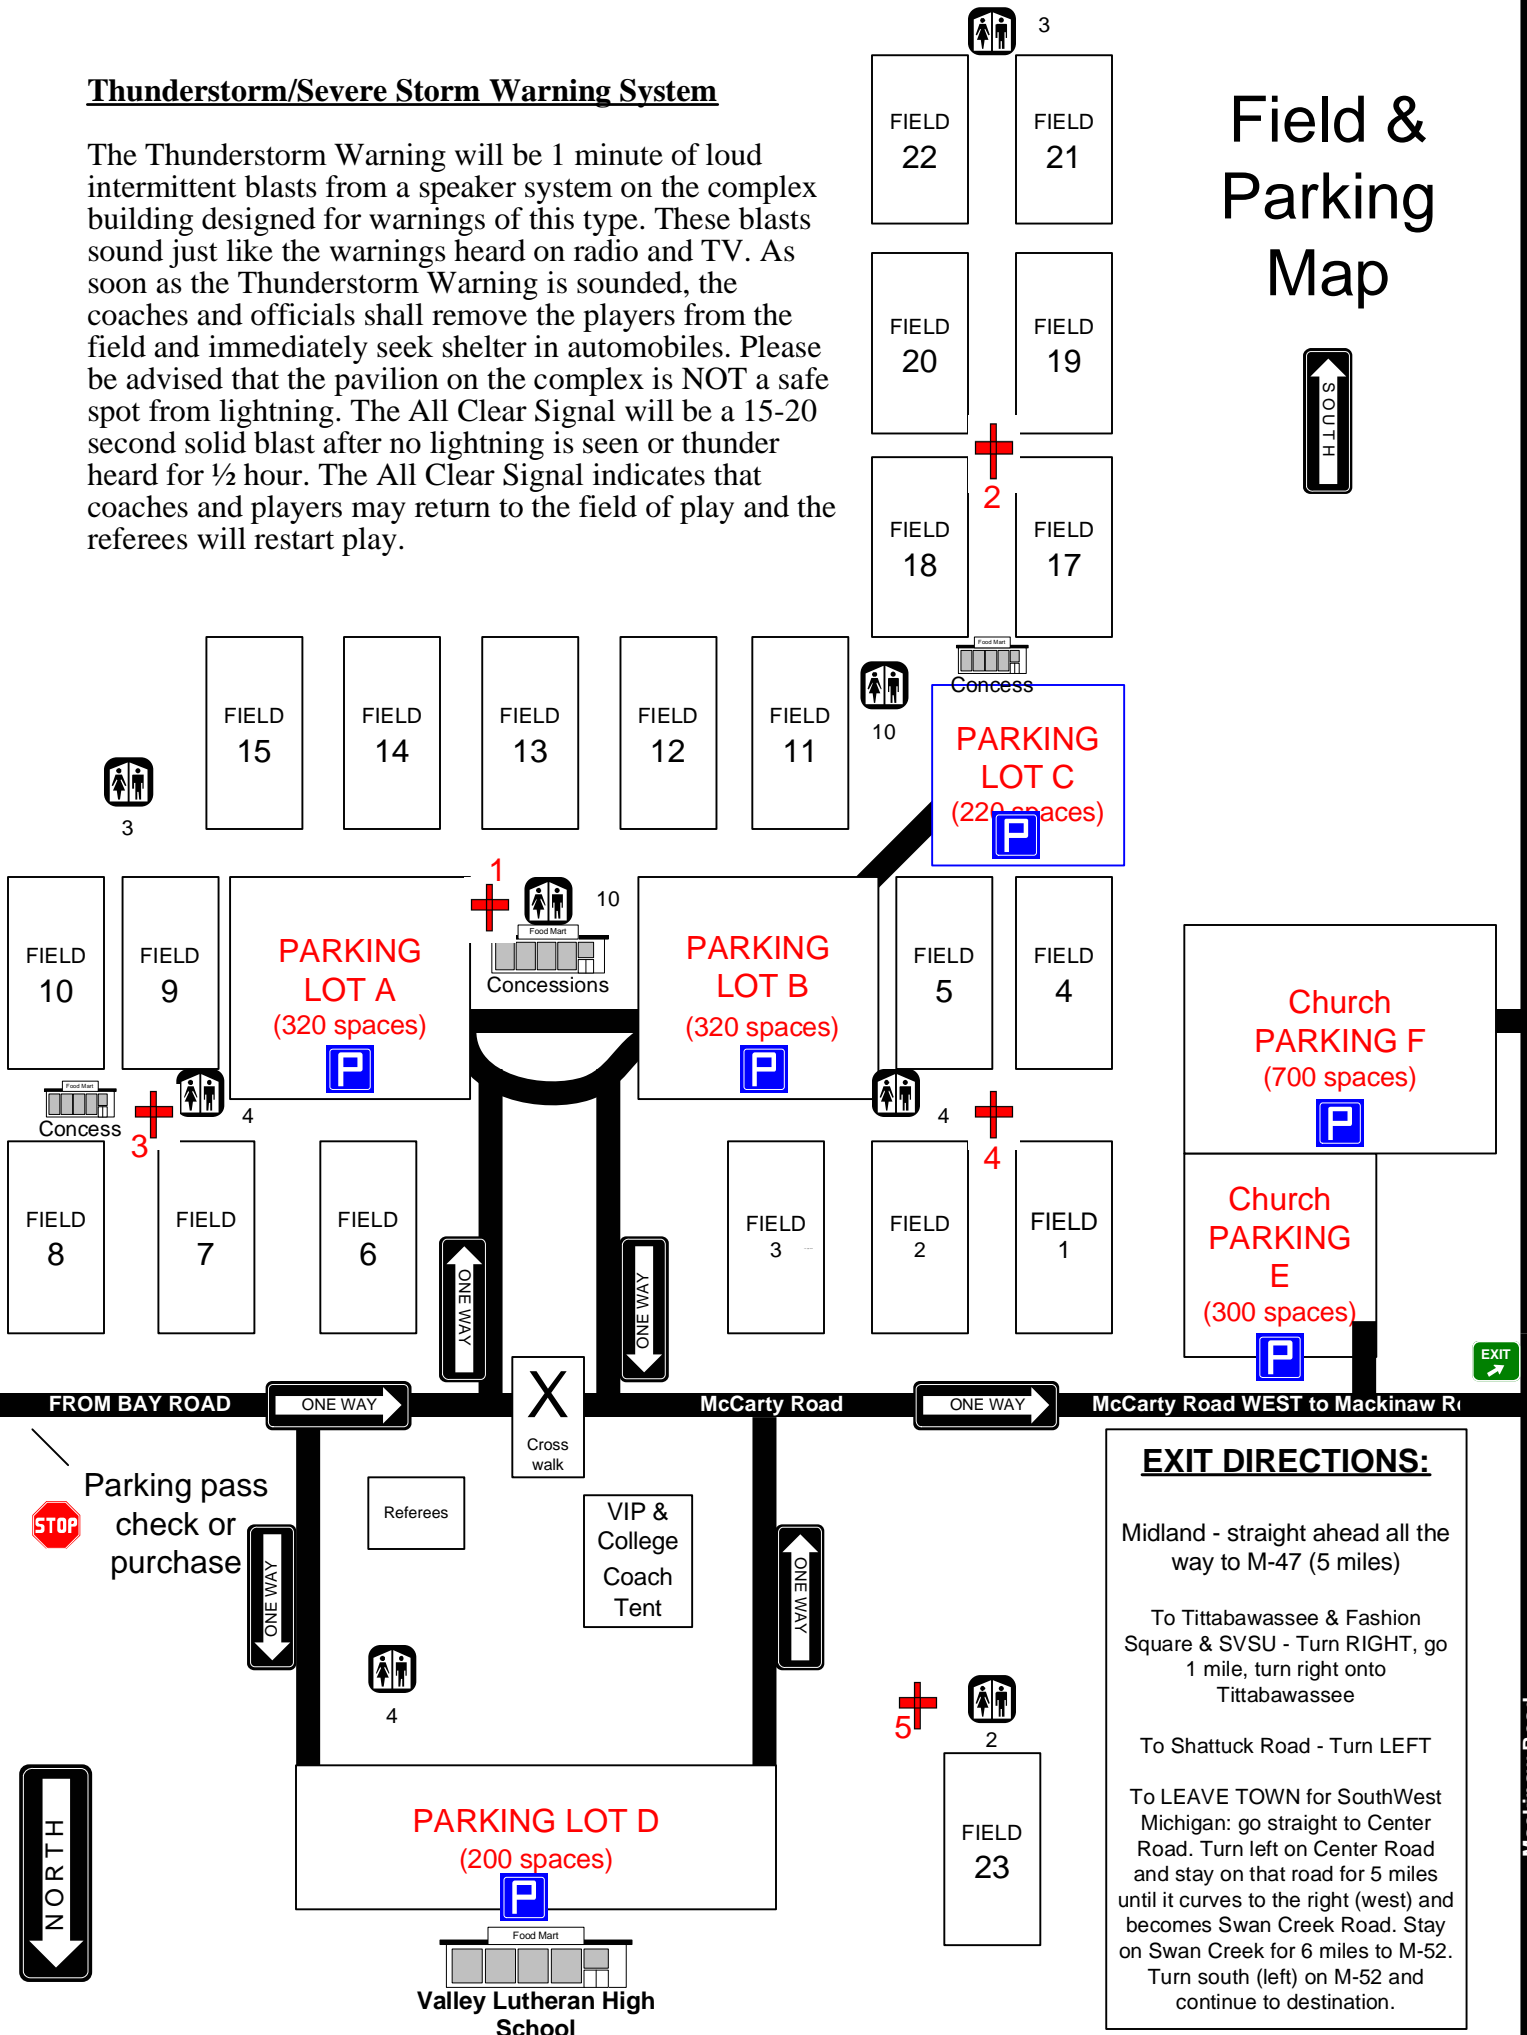 3
Thunderstorm/Severe Storm Warning System
The Thunderstorm Warning will be 1 minute of loud
intermittent blasts from a speaker system on the complex
building designed for warnings of this type. These blasts
sound just like the warnings heard on radio and TV. As
soon as the Thunderstorm Warning is sounded, the
coaches and officials shall remove the players from the
field and immediately seek shelter in automobiles. Please
be advised that the pavilion on the complex is NOT a safe
spot from lightning. The All Clear Signal will be a 15-20
second solid blast after no lightning is seen or thunder
heard for ½ hour. The All Clear Signal indicates that
coaches and players may return to the field of play and the
referees will restart play.
Field &
Parking
Map
SOUTH
FIELD
22
FIELD
21
FIELD
20
FIELD
19
2
FIELD
18
FIELD
17
Food Mart
Concess
FIELD
15
FIELD
14
FIELD
13
FIELD
12
FIELD
11
10
PARKING
LOT C
(220 spaces)
P
3
FIELD
10
FIELD
9
PARKING
LOT A
(320 spaces)
P
1
10
Food Mart
Concessions
PARKING
LOT B
(320 spaces)
P
FIELD
5
FIELD
4
Church
PARKING F
(700 spaces)
P
Food Mart
Concess
3
4
4
4
FIELD
8
FIELD
7
FIELD
6
ONE WAY
ONE WAY
FIELD
3
FIELD
2
FIELD
1
Church
PARKING
E
(300 spaces)
P
EXIT
FROM BAY ROAD
ONE WAY
X
Cross
walk
McCarty Road
ONE WAY
McCarty Road WEST to Mackinaw
Parking pass
check or
purchase
STOP
ONE WAY
Referees
VIP &
College
Coach
Tent
ONE WAY
4
5
2
FIELD
23
NORTH
PARKING LOT D
(200 spaces)
P
Food Mart
Valley Lutheran High
School
EXIT DIRECTIONS:
Midland - straight ahead all the
way to M-47 (5 miles)
To Tittabawassee & Fashion
Square & SVSU - Turn RIGHT, go
1 mile, turn right onto
Tittabawassee
To Shattuck Road - Turn LEFT
To LEAVE TOWN for SouthWest
Michigan: go straight to Center
Road. Turn left on Center Road
and stay on that road for 5 miles
until it curves to the right (west) and
becomes Swan Creek Road. Stay
on Swan Creek for 6 miles to M-52.
Turn south (left) on M-52 and
continue to destination.